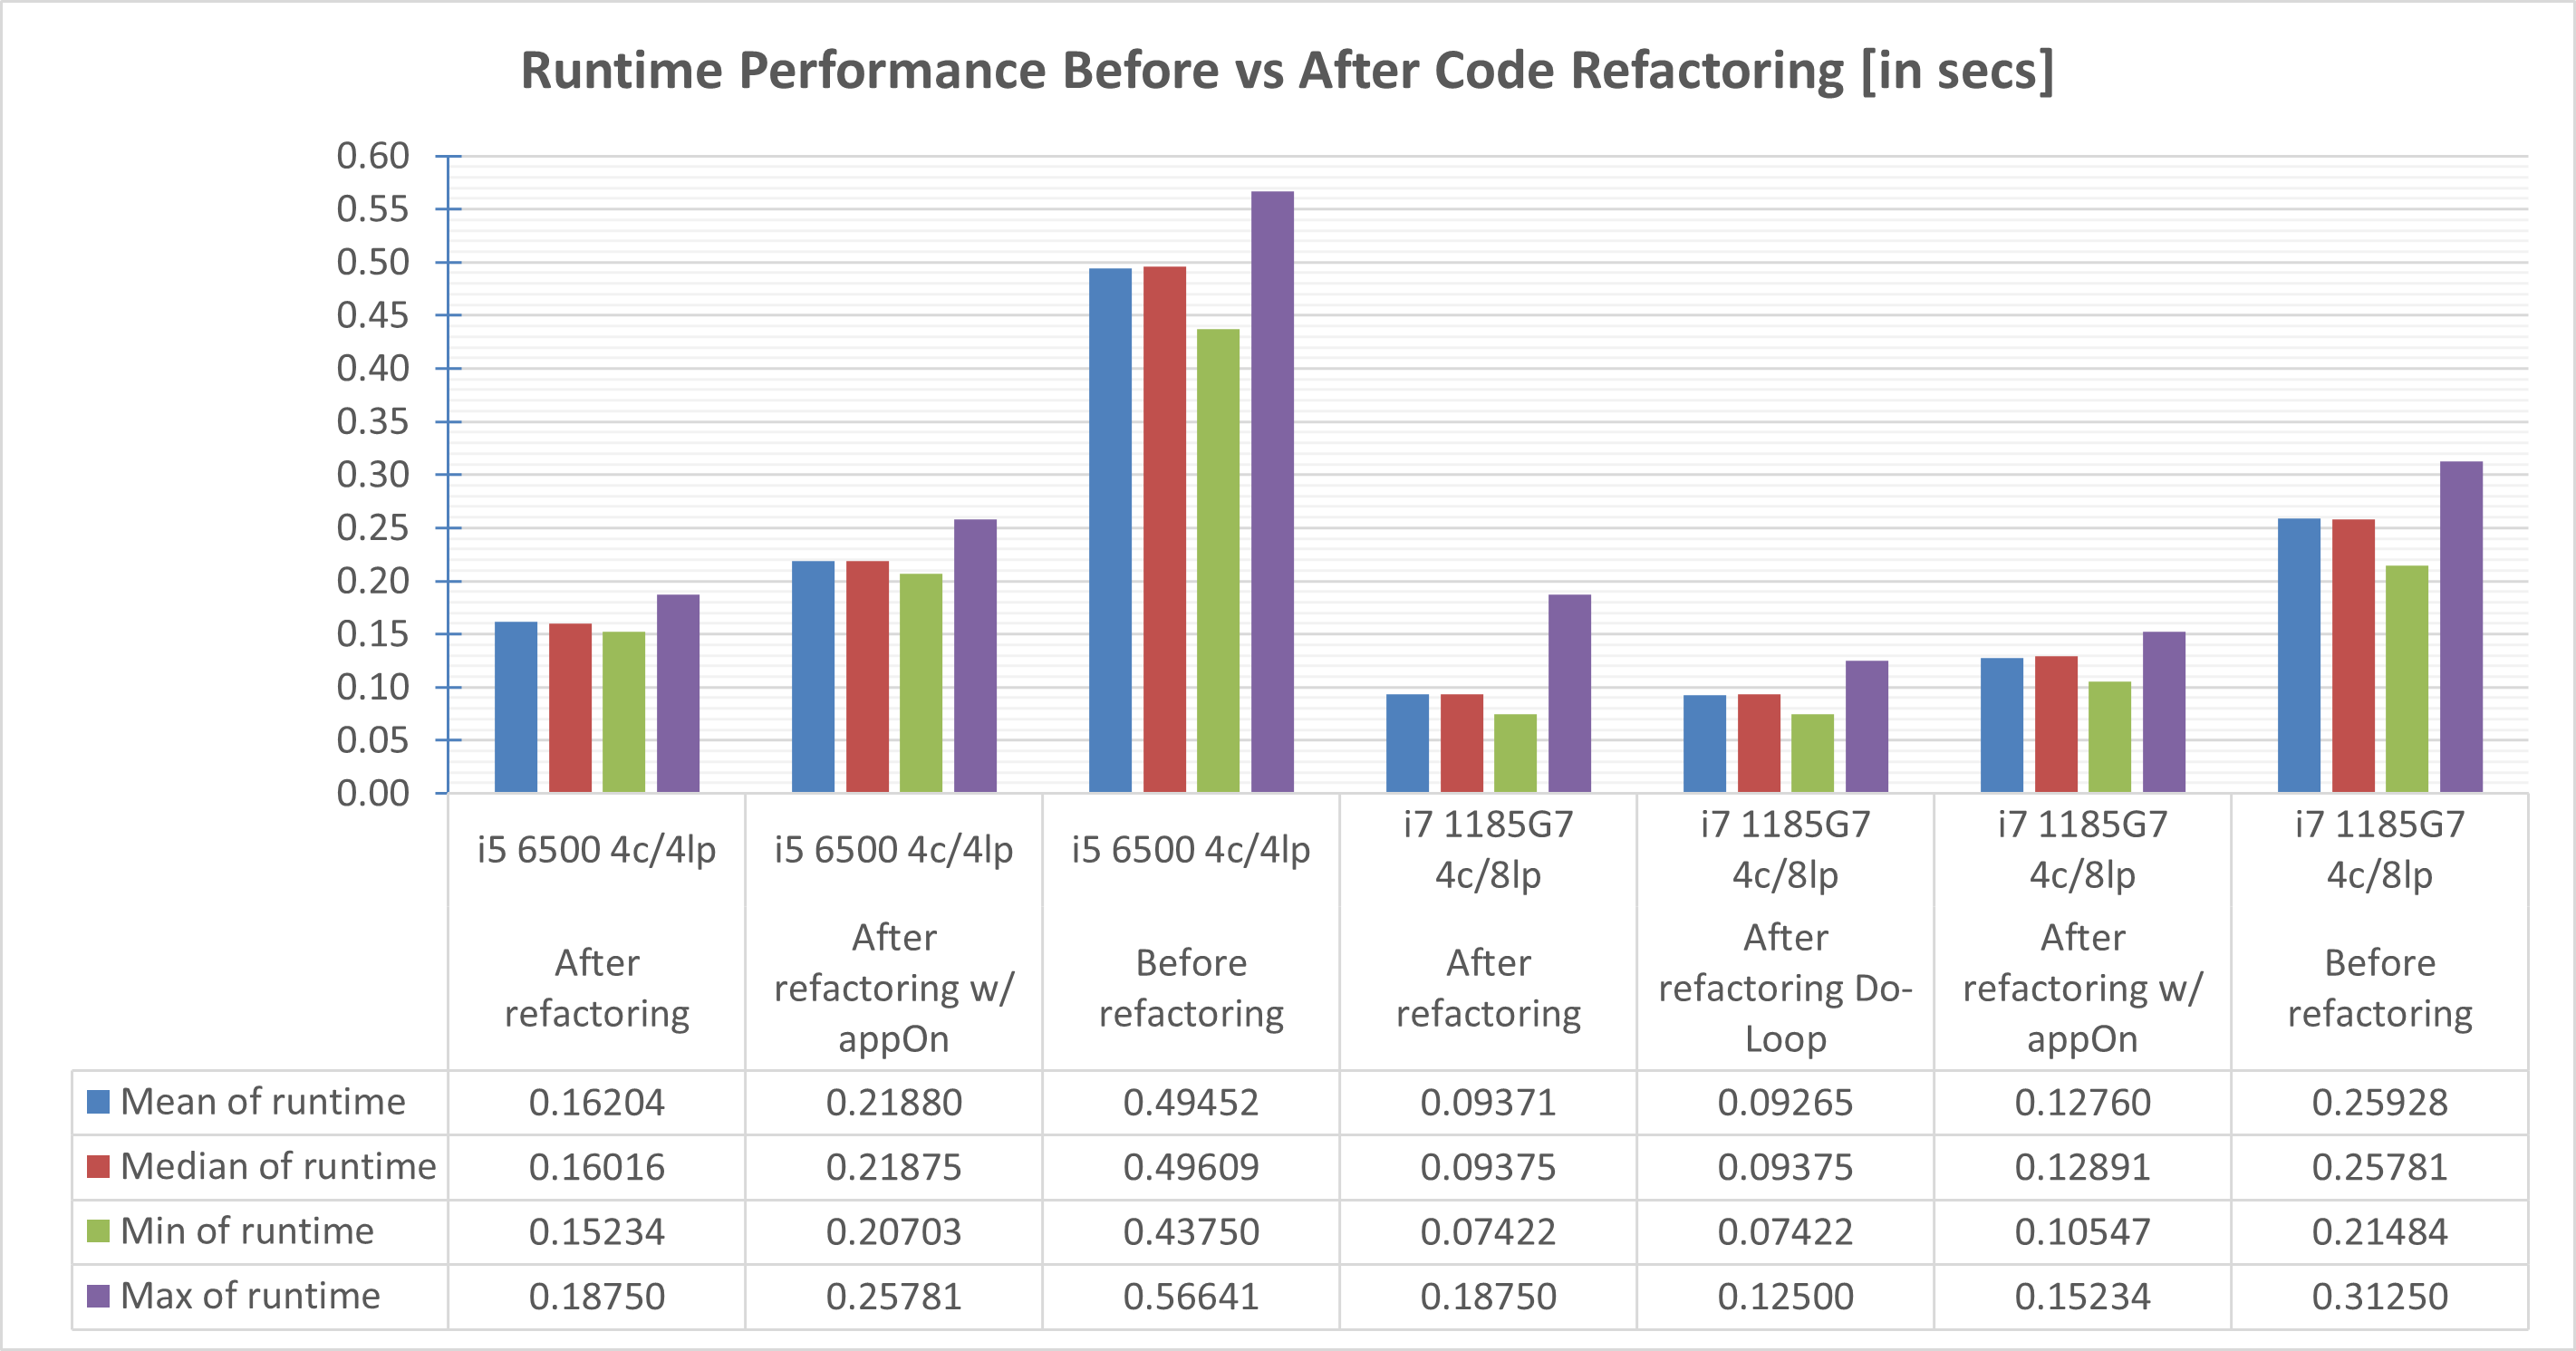 Runtime Performance Before vs After Code Refactoring [in secs]
0.60
0.55
0.50
0.45
0.40
0.35
0.30
0.25
0.20
0.15
0.10
0.05
0.00
i5 6500 4c/4lp
i5 6500 4c/4lp
i5 6500 4c/4lp
i7 1185G7
4c/8lp
i7 1185G7
4c/8lp
i7 1185G7
4c/8lp
i7 1185G7
4c/8lp
After
refactoring
After
refactoring w/
appOn
Before
refactoring
After
refactoring
After
refactoring Do-
Loop
After
refactoring w/
appOn
Before
refactoring
Mean of runtime 0.16204 0.21880 0.49452 0.09371 0.09265 0.12760 0.25928
Median of runtime 0.16016 0.21875 0.49609 0.09375 0.09375 0.12891 0.25781
Min of runtime 0.15234 0.20703 0.43750 0.07422 0.07422 0.10547 0.21484
Max of runtime 0.18750 0.25781 0.56641 0.18750 0.12500 0.15234 0.31250